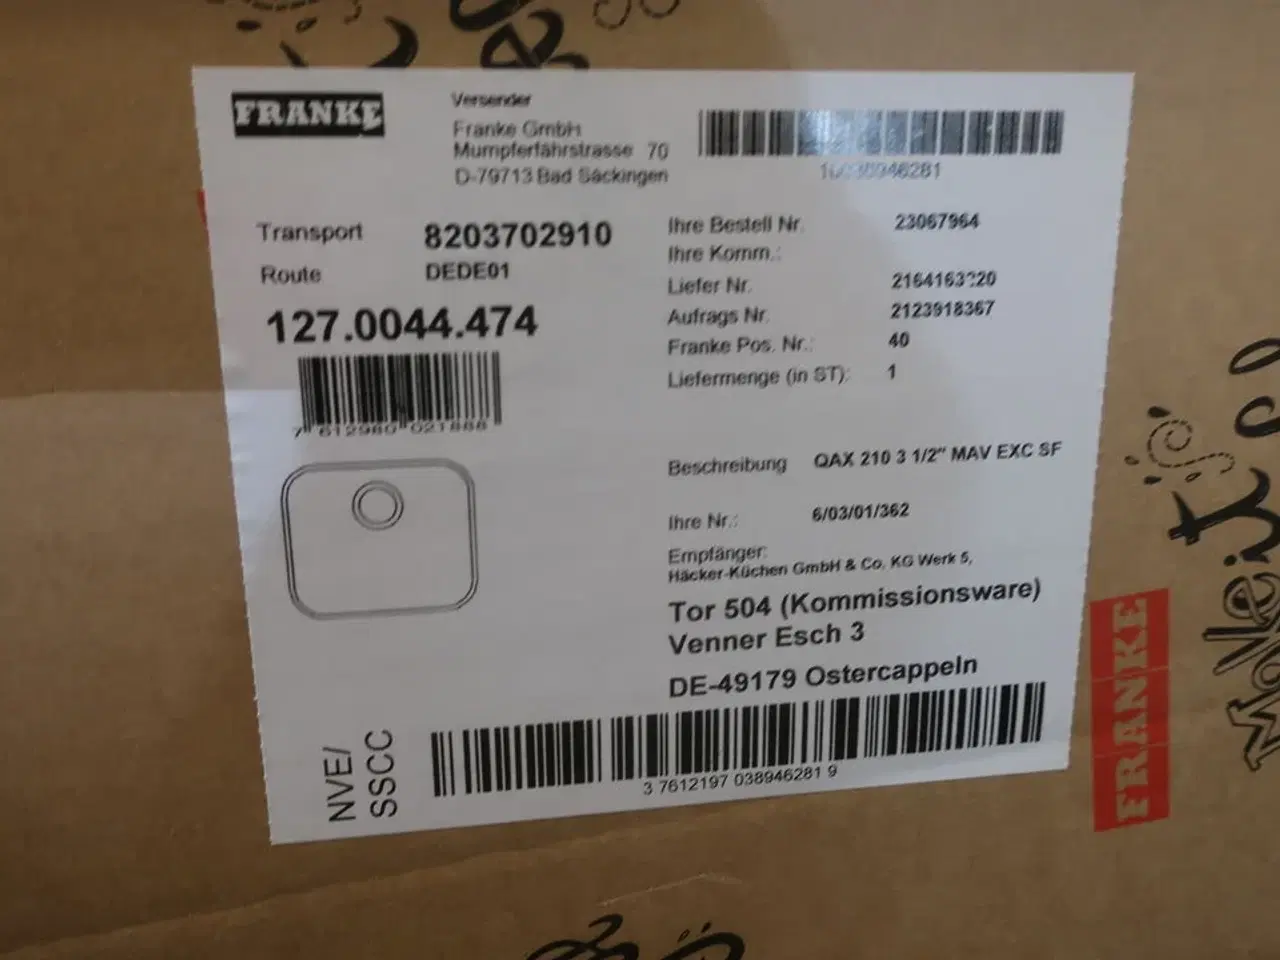 FRANKE
Versender
Franke GmbH
Mumpferfährstrasse 70
D-79713 Bad Säckingen
Transport 8203702910
Route DEDE01
127.0044.474
7 612980 021888
Ihre Bestell Nr. 23067964
Ihre Komm.:
Liefer Nr.
Aufrags Nr. 2123918367
Franke Pos. Nr.: 40
Liefermenge (in ST): 1
Beschreibung QAX 210 3 1/2" MAV EXC SF
Ihre Nr.: 6/03/01/362
Empfänger:
Häcker-Küchen GmbH & Co. KG Werk 5,
Tor 504 (Kommissionsware)
Venner Esch 3
DE-49179 Ostercappeln
NVE/
SSCC
3 7612197 038946281 9
FRANKE